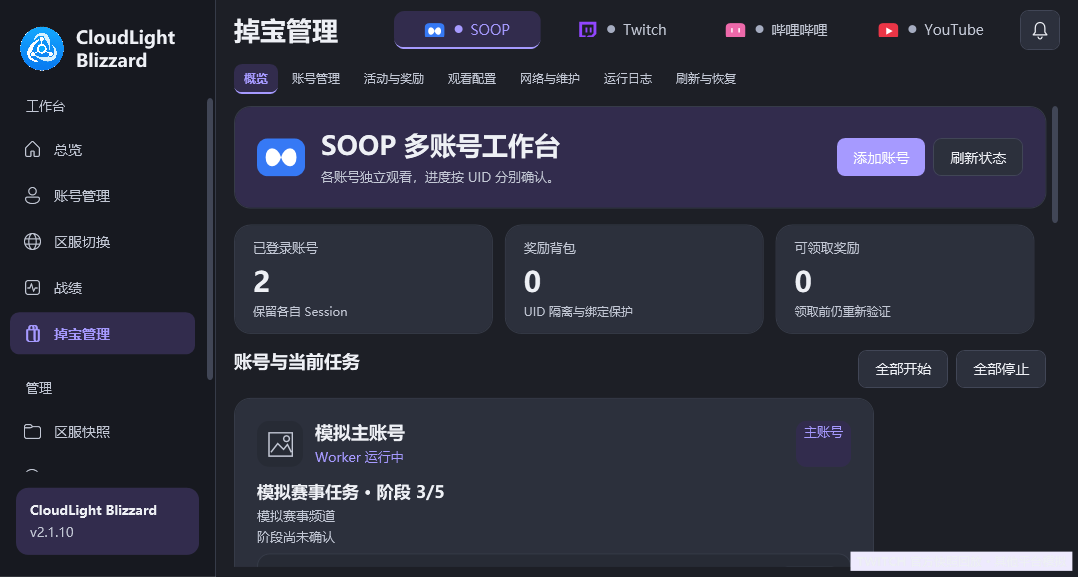 CloudLight
Blizzard
工作台
总览
账号管理
区服切换
战绩
掉宝管理
管理
区服快照
CloudLight Blizzard
v2.1.10
掉宝管理
SOOP
Twitch
哔哩哔哩
YouTube
概览 账号管理 活动与奖励 观看配置 网络与维护 运行日志 刷新与恢复
SOOP 多账号工作台
各账号独立观看，进度按 UID 分别确认。
添加账号
刷新状态
已登录账号
2
保留各自 Session
奖励背包
0
UID 隔离与绑定保护
可领取奖励
0
领取前仍重新验证
账号与当前任务
全部开始
全部停止
模拟主账号
Worker 运行中
主账号
模拟赛事任务 • 阶段 3/5
模拟赛事频道
阶段尚未确认